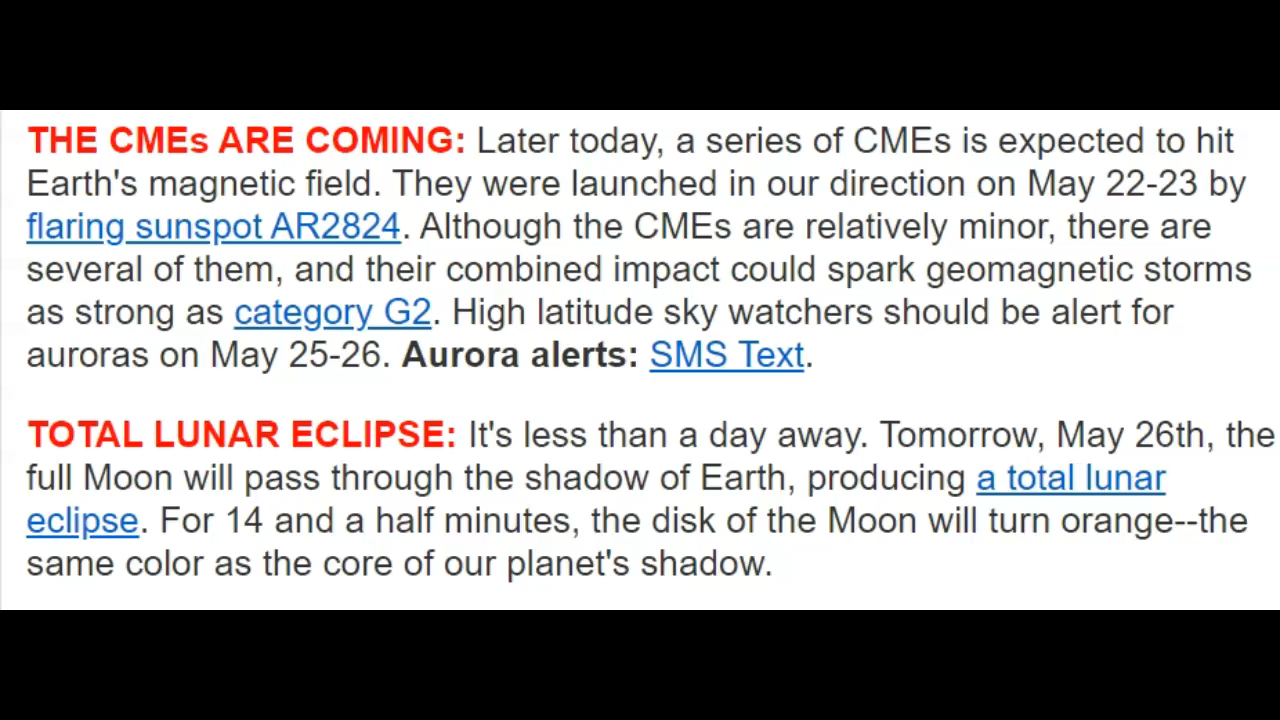 THE CMEs ARE COMING: Later today, a series of CMEs is expected to hit
Earth's magnetic field. They were launched in our direction on May 22-23 by
flaring sunspot AR2824. Although the CMEs are relatively minor, there are
several of them, and their combined impact could spark geomagnetic storms
as strong as category G2. High latitude sky watchers should be alert for
auroras on May 25-26. Aurora alerts: SMS Text.
TOTAL LUNAR ECLIPSE: It's less than a day away. Tomorrow, May 26th, the
full Moon will pass through the shadow of Earth, producing a total lunar
eclipse. For 14 and a half minutes, the disk of the Moon will turn orange--the
same color as the core of our planet's shadow.